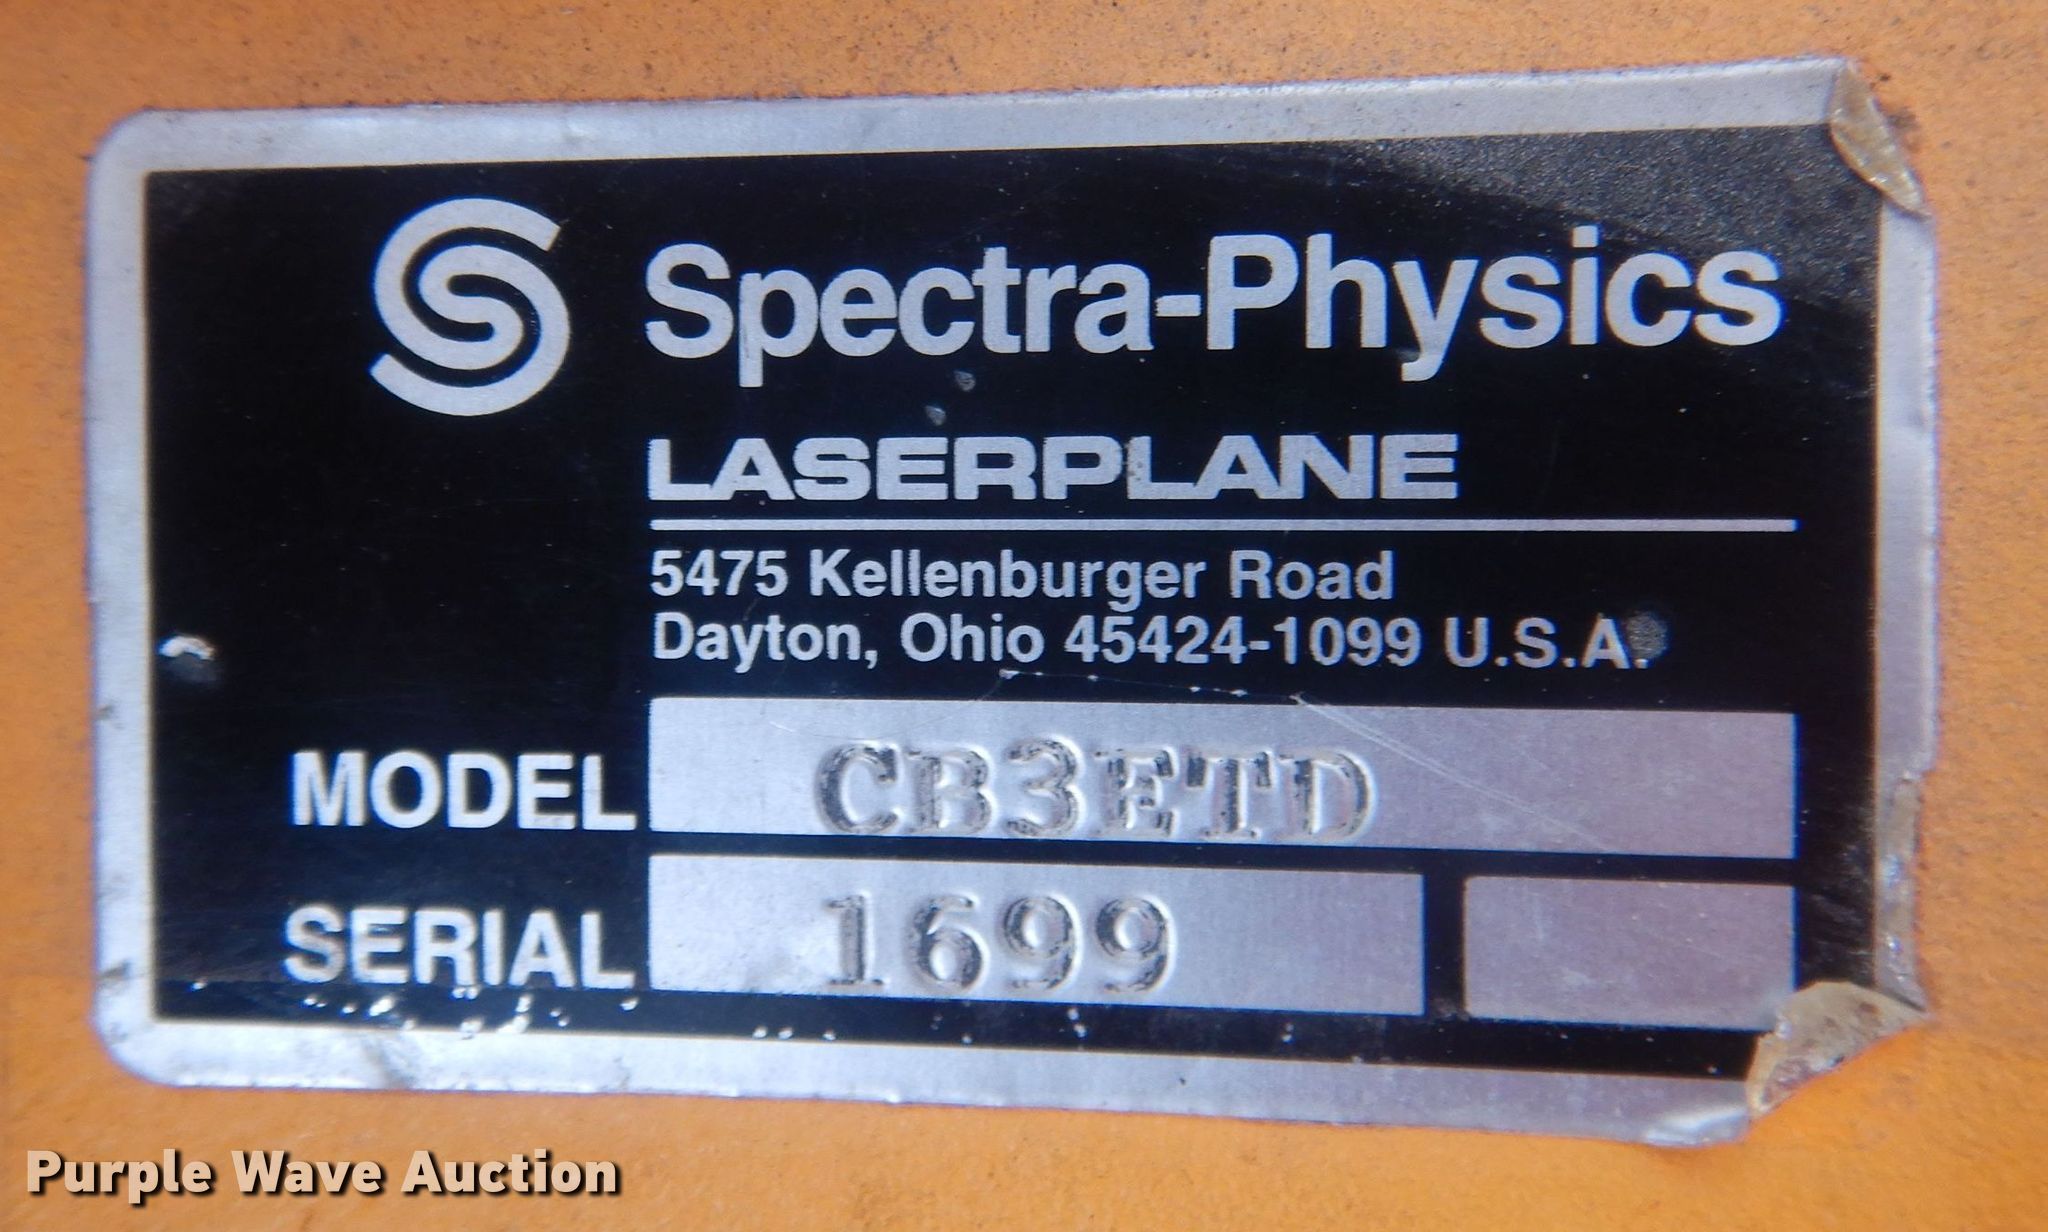 Spectra-Physics
LASERPLANE
5475 Kellenburger Road
Dayton, Ohio 45424-1099 U.S.A.
MODEL CB3ETD
SERIAL 1699
Purple Wave Auction